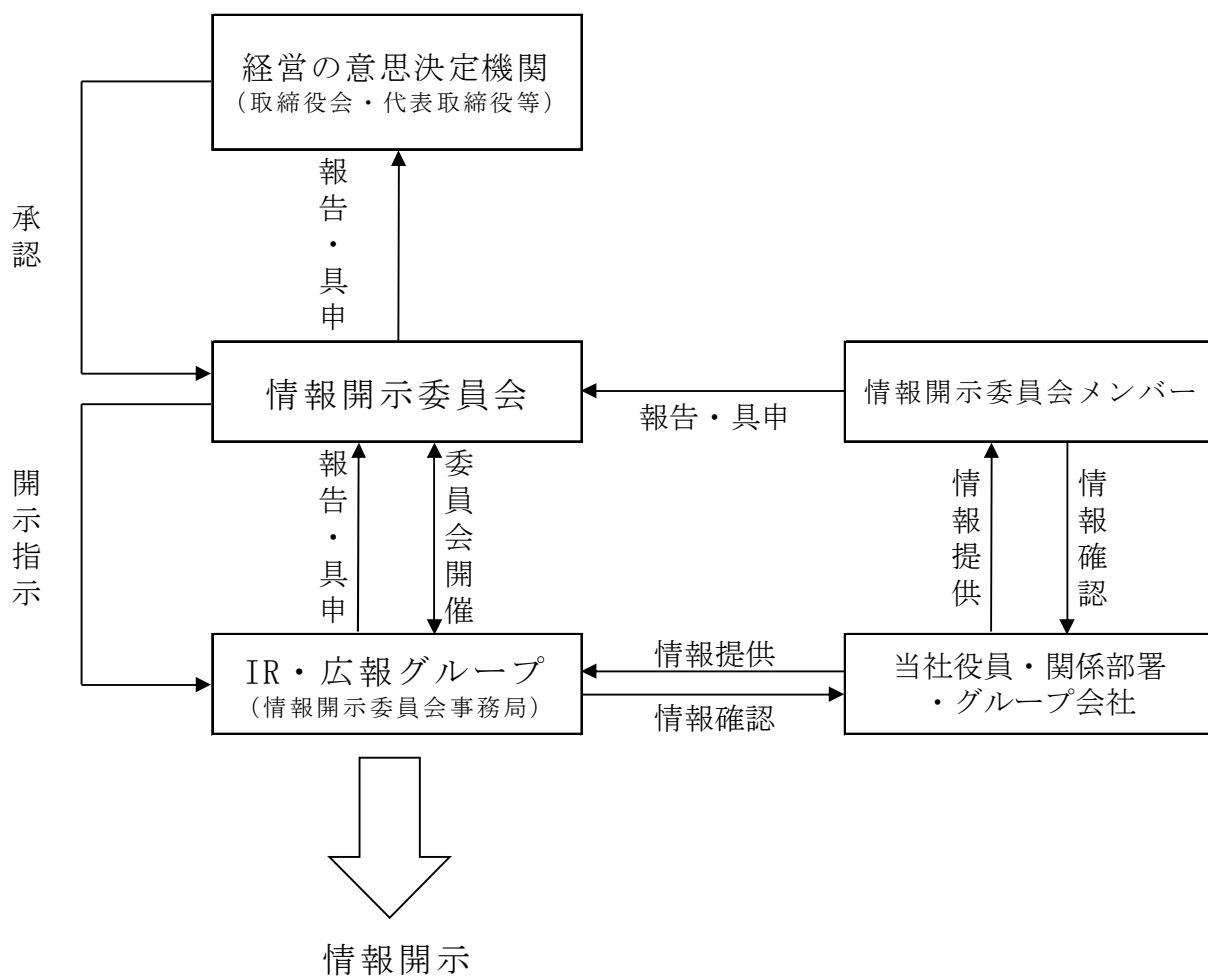 経営の意思決定機関
(取締役会・代表取締役等)
承認
報告・具申
情報開示委員会
報告・具申
情報開示委員会メンバー
開示指示
報告・具申
委員会開催
情報提供
情報確認
IR・広報グループ
(情報開示委員会事務局)
情報提供
情報確認
当社役員・関係部署
・グループ会社
情報開示